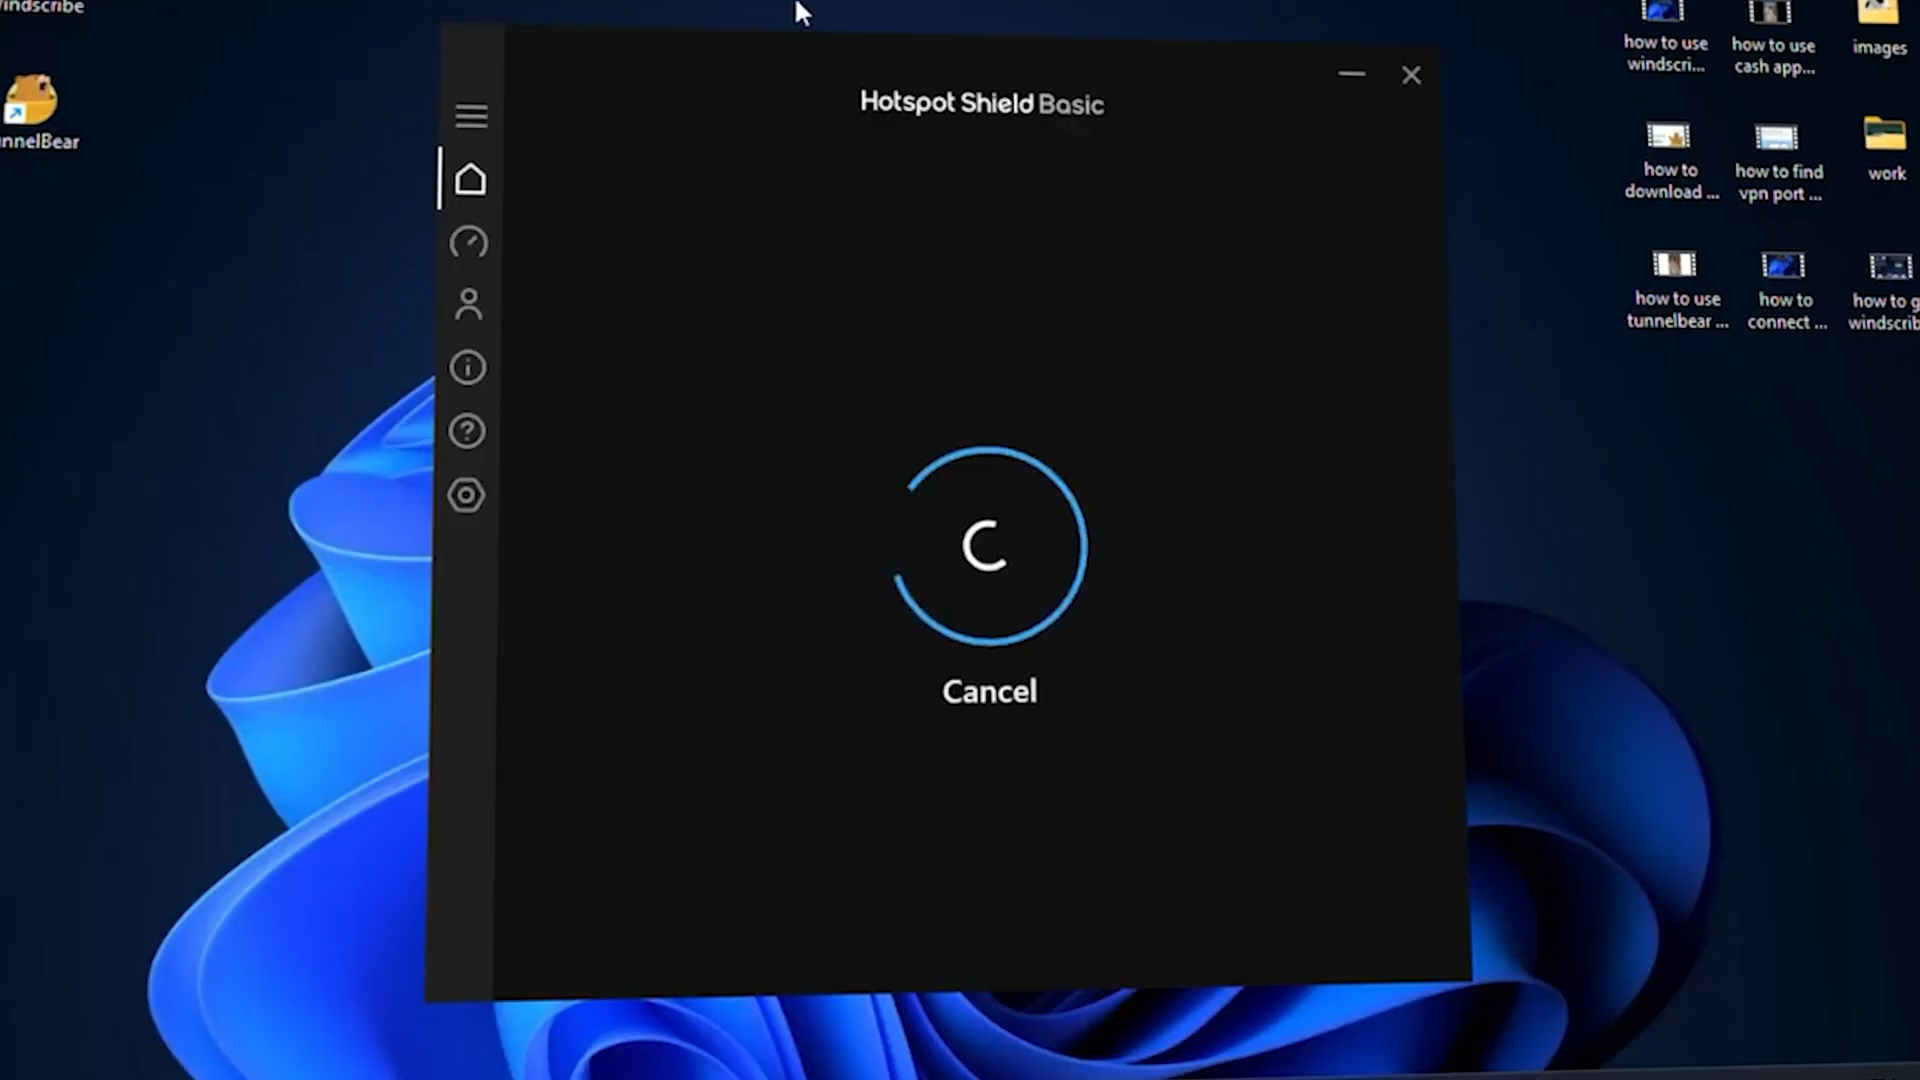 indscribe
nnelBear
Hotspot Shield Basic
Cancel
how to use
windscri...
how to use
cash app...
images
how to
download ...
how to find
vpn port ...
work
how to use
tunnelbear ...
how to
connect ...
how to g
windscrib